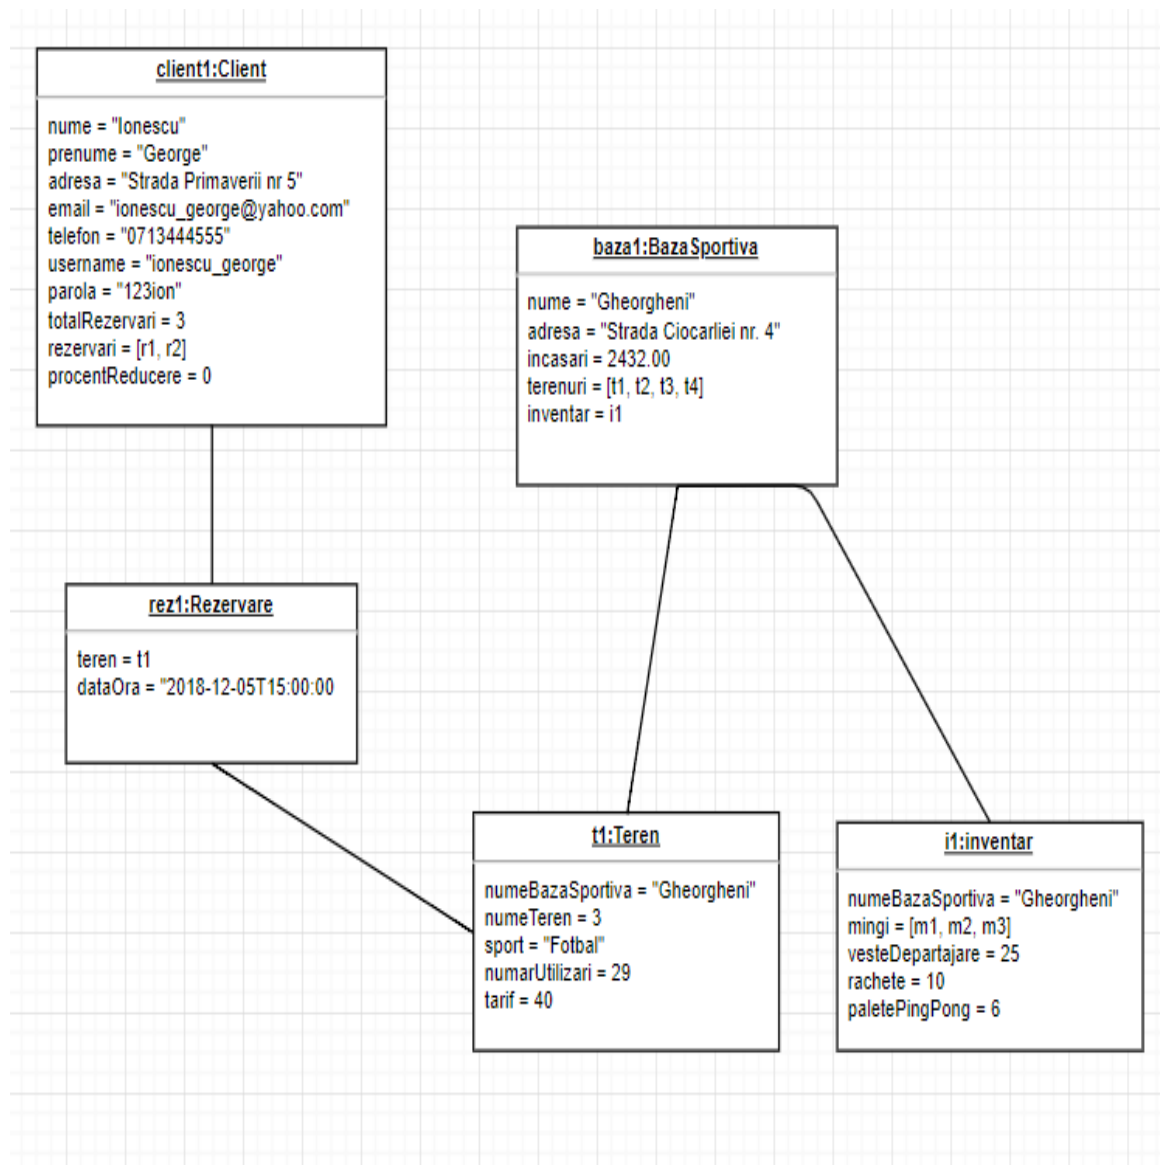 client1:Client
nume = "Ionescu"
prenume = "George"
adresa = "Strada Primaverii nr 5"
email = "ionescu_george@yahoo.com"
telefon = "0713444555"
username = "ionescu_george"
parola = "123ion"
totalRezervari = 3
rezervari = [r1, r2]
procentReducere = 0
baza1:BazaSportiva
nume = "Gheorgheni"
adresa = "Strada Ciocarliei nr. 4"
incasari = 2432.00
terenuri = [t1, t2, t3, t4]
inventar = i1
rez1:Rezervare
teren = t1
dataOra = "2018-12-05T15:00:00
t1:Teren
numeBazaSportiva = "Gheorgheni"
numeTeren = 3
sport = "Fotbal"
numarUtilizari = 29
tarif = 40
i1:inventar
numeBazaSportiva = "Gheorgheni"
mingi = [m1, m2, m3]
vesteDepartajare = 25
rachete = 10
paletePingPong = 6